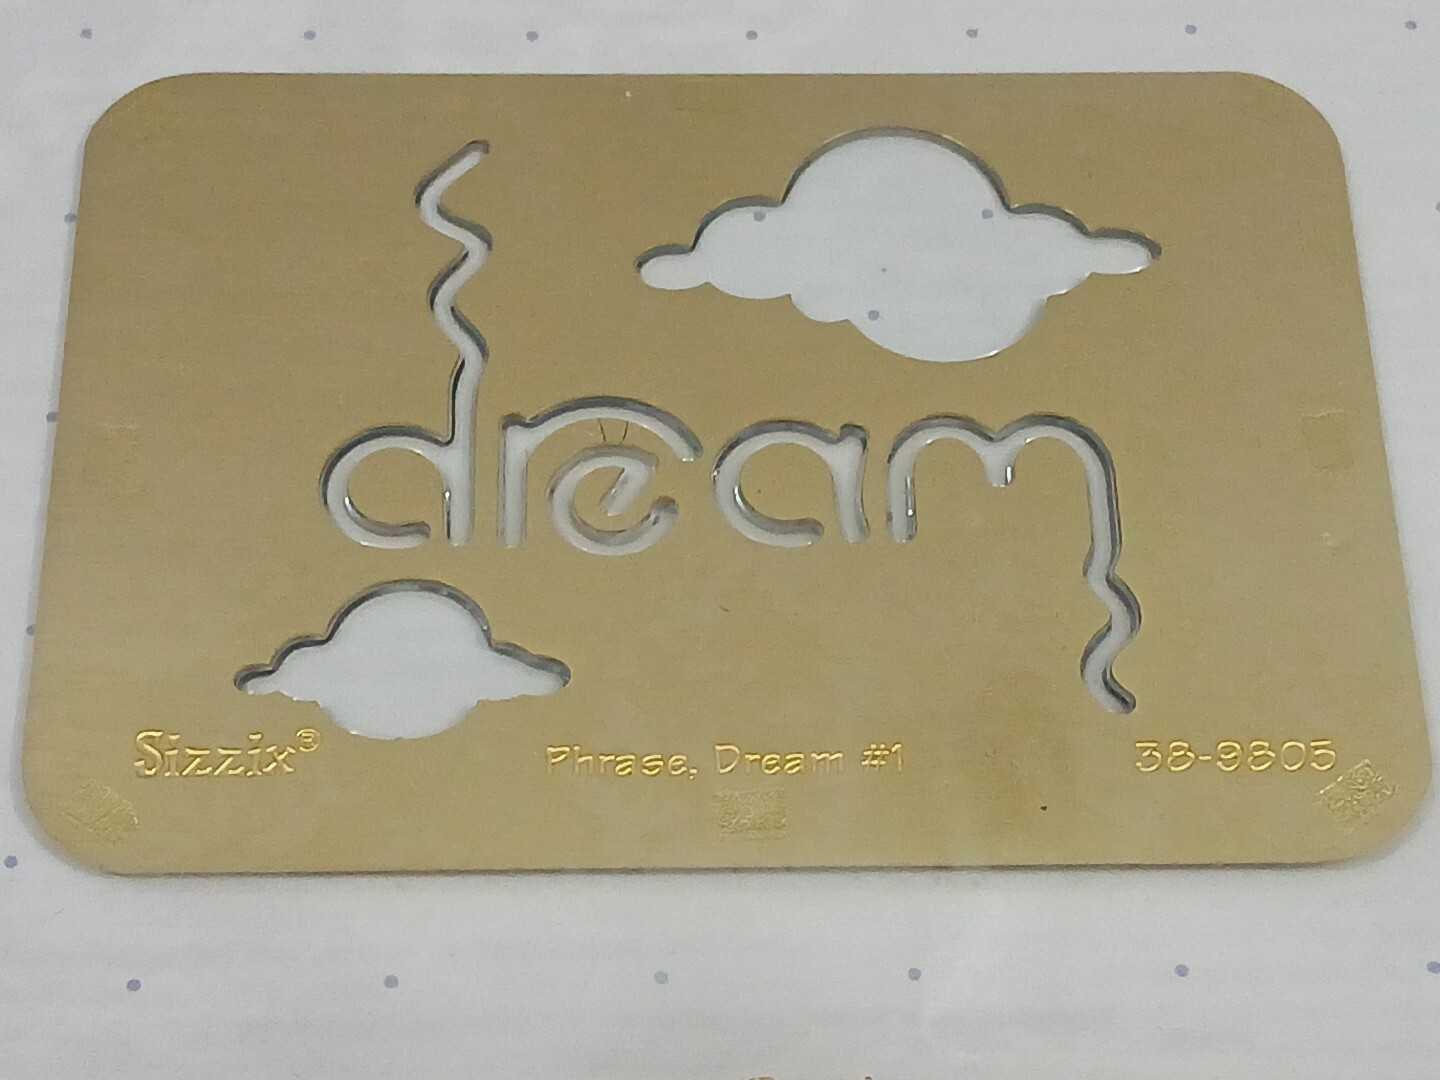 dream
Sizzix® Phrase, Dream #1 38-9805